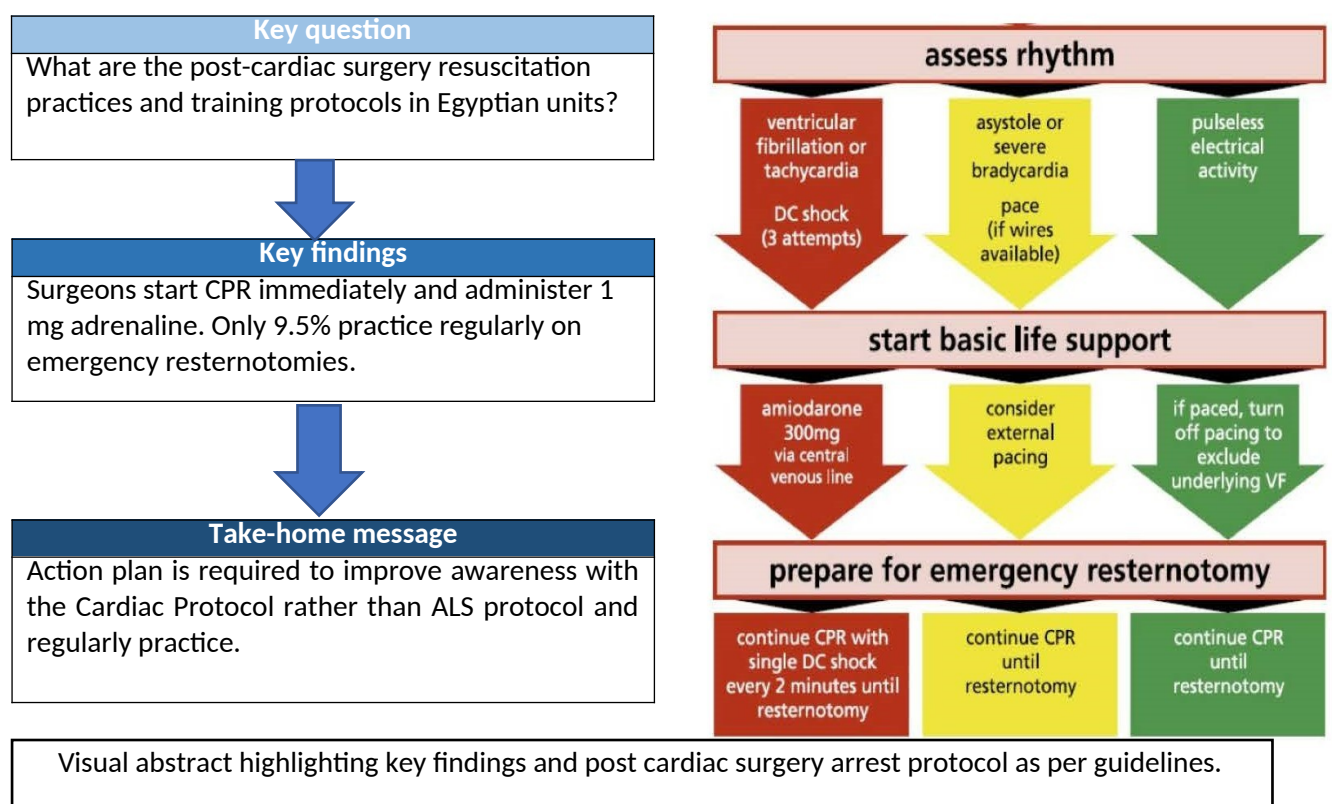 Key question
What are the post-cardiac surgery resuscitation
practices and training protocols in Egyptian units?
Key findings
Surgeons start CPR immediately and administer 1
mg adrenaline. Only 9.5% practice regularly on
emergency resternotomies.
Take-home message
Action plan is required to improve awareness with
the Cardiac Protocol rather than ALS protocol and
regularly practice.
assess rhythm
ventricular
fibrillation or
tachycardia
DC shock
(3 attempts)
asystole or
severe
bradycardia
pace
(if wires
available)
pulseless
electrical
activity
start basic life support
amiodarone
300mg
via central
venous line
consider
external
pacing
if paced, turn
off pacing to
exclude
underlying VF
prepare for emergency resternotomy
continue CPR with
single DC shock
every 2 minutes until
resternotomy
continue CPR
until
resternotomy
continue CPR
until
resternotomy
Visual abstract highlighting key findings and post cardiac surgery arrest protocol as per guidelines.